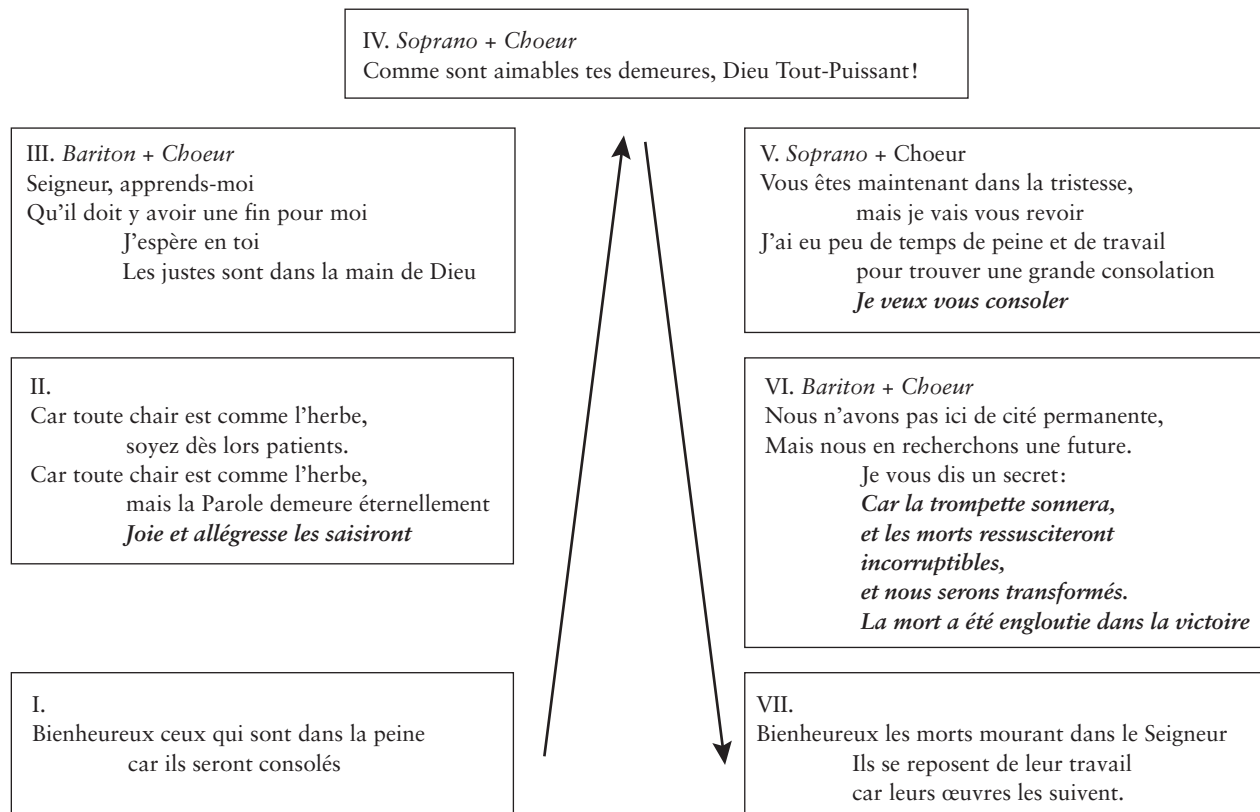 IV. Soprano + Choeur
Comme sont aimables tes demeures, Dieu Tout-Puissant!
III. Bariton + Choeur
Seigneur, apprends-moi
Qu'il doit y avoir une fin pour moi
J'espère en toi
Les justes sont dans la main de Dieu
V. Soprano + Choeur
Vous êtes maintenant dans la tristesse,
mais je vais vous revoir
J'ai eu peu de temps de peine et de travail
pour trouver une grande consolation
Je veux vous consoler
II.
Car toute chair est comme l'herbe,
soyez dès lors patients.
Car toute chair est comme l'herbe,
mais la Parole demeure éternellement
Joie et allégresse les saisiront
VI. Bariton + Choeur
Nous n'avons pas ici de cité permanente,
Mais nous en recherchons une future.
Je vous dis un secret:
Car la trompette sonnera,
et les morts ressusciteront
incorruptibles,
et nous serons transformés.
La mort a été engloutie dans la victoire
I.
Bienheureux ceux qui sont dans la peine
car ils seront consolés
VII.
Bienheureux les morts mourant dans le Seigneur
Ils se reposent de leur travail
car leurs œuvres les suivent.